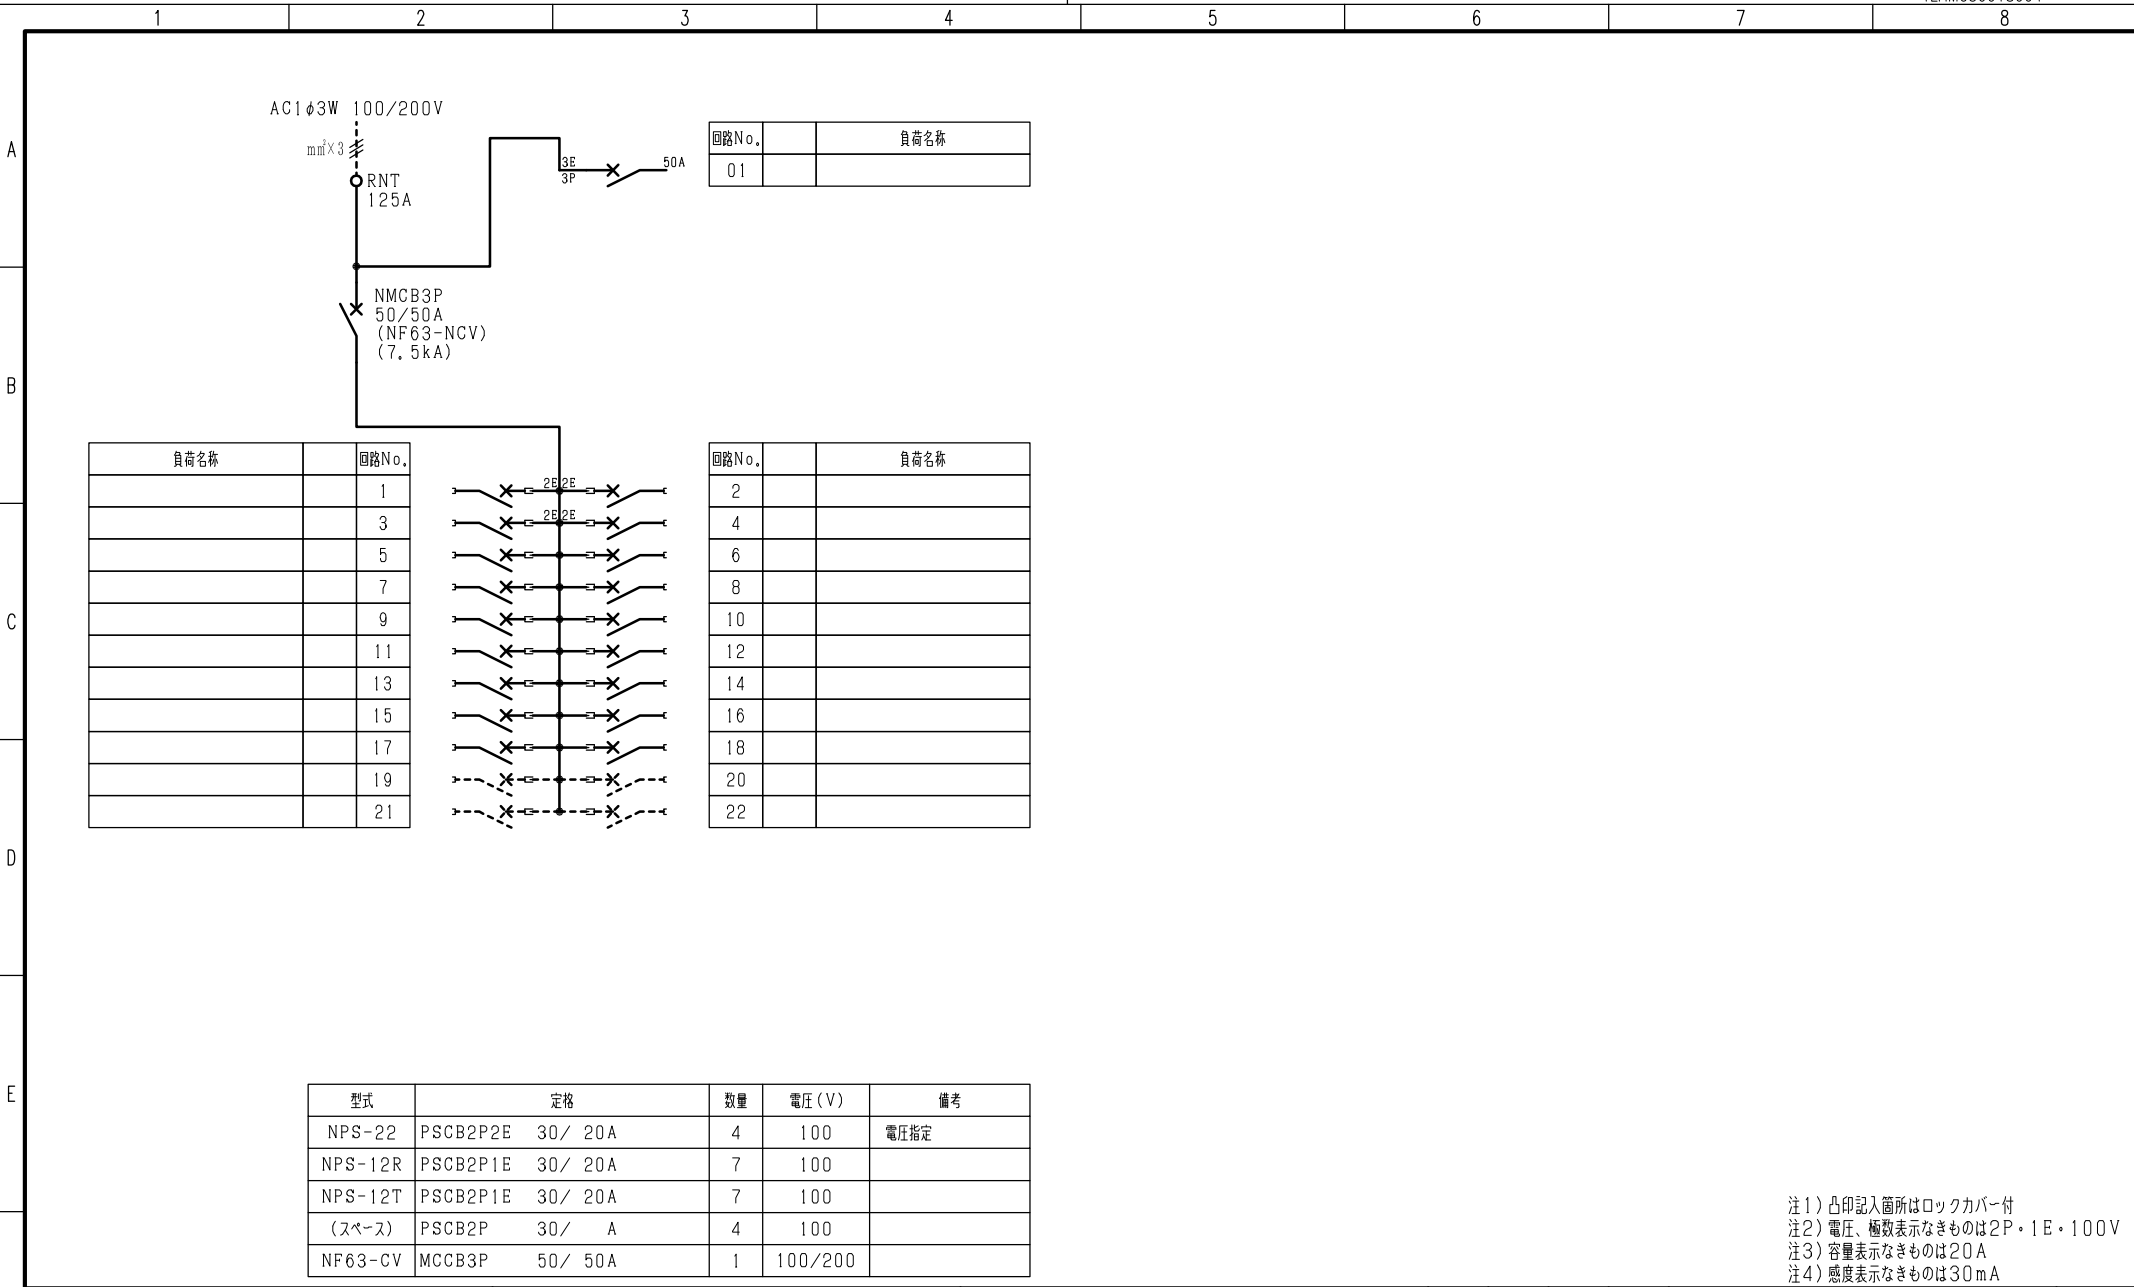 1 2 3 4 5 6 7 8
A
B
C
D
E
AC1φ3W 100/200V
mm²×3
RNT
125A
3E
3P
50A
回路No. 負荷名称
01
NMCB3P
50/50A
(NF63-NCV)
(7.5kA)
負荷名称 回路No.
1
3
5
7
9
11
13
15
17
19
21
2E 2E
2E 2E
回路No. 負荷名称
2
4
6
8
10
12
14
16
18
20
22
型式 定格 数量 電圧(V) 備考
NPS-22 PSCB2P2E 30/ 20A 4 100 電圧指定
NPS-12R PSCB2P1E 30/ 20A 7 100
NPS-12T PSCB2P1E 30/ 20A 7 100
(スペース) PSCB2P 30/ A 4 100
NF63-CV MCCB3P 50/ 50A 1 100/200
注1)凸印記入箇所はロックカバー付
注2)電圧、極数表示なきものは2P・1E・100V
注3)容量表示なきものは20A
注4)感度表示なきものは30mA